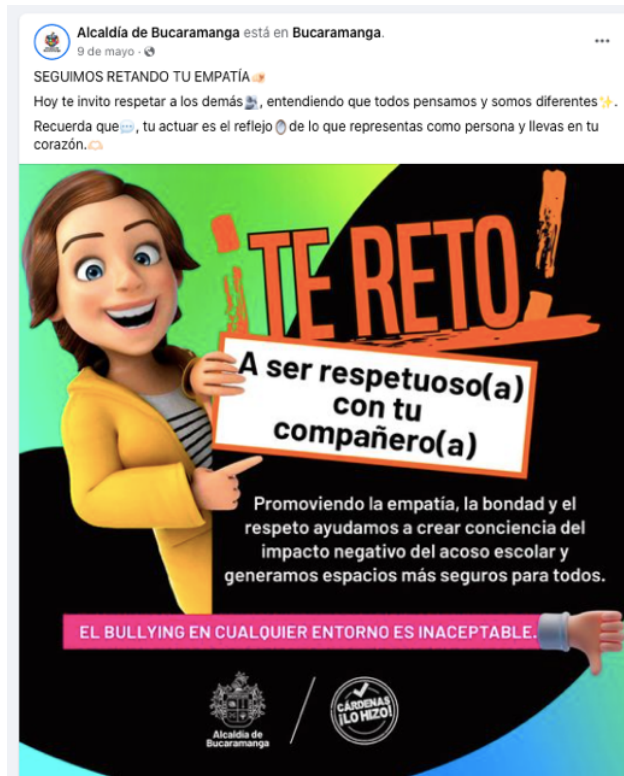 Alcaldía de Bucaramanga está en Bucaramanga.
9 de mayo ·
SEGUIMOS RETANDO TU EMPATÍA🤛🏻
Hoy te invito respetar a los demás🫂, entendiendo que todos pensamos y somos diferentes✨.
Recuerda que💬, tu actuar es el reflejo🪞de lo que representas como persona y llevas en tu
corazón.🫶🏻
¡TE RETO!
A ser respetuoso(a)
con tu
compañero(a)
Promoviendo la empatía, la bondad y el
respeto ayudamos a crear conciencia del
impacto negativo del acoso escolar y
generamos espacios más seguros para todos.
EL BULLYING EN CUALQUIER ENTORNO ES INACEPTABLE.
Alcaldía de
Bucaramanga
CÁRDENAS
¡LO HIZO!